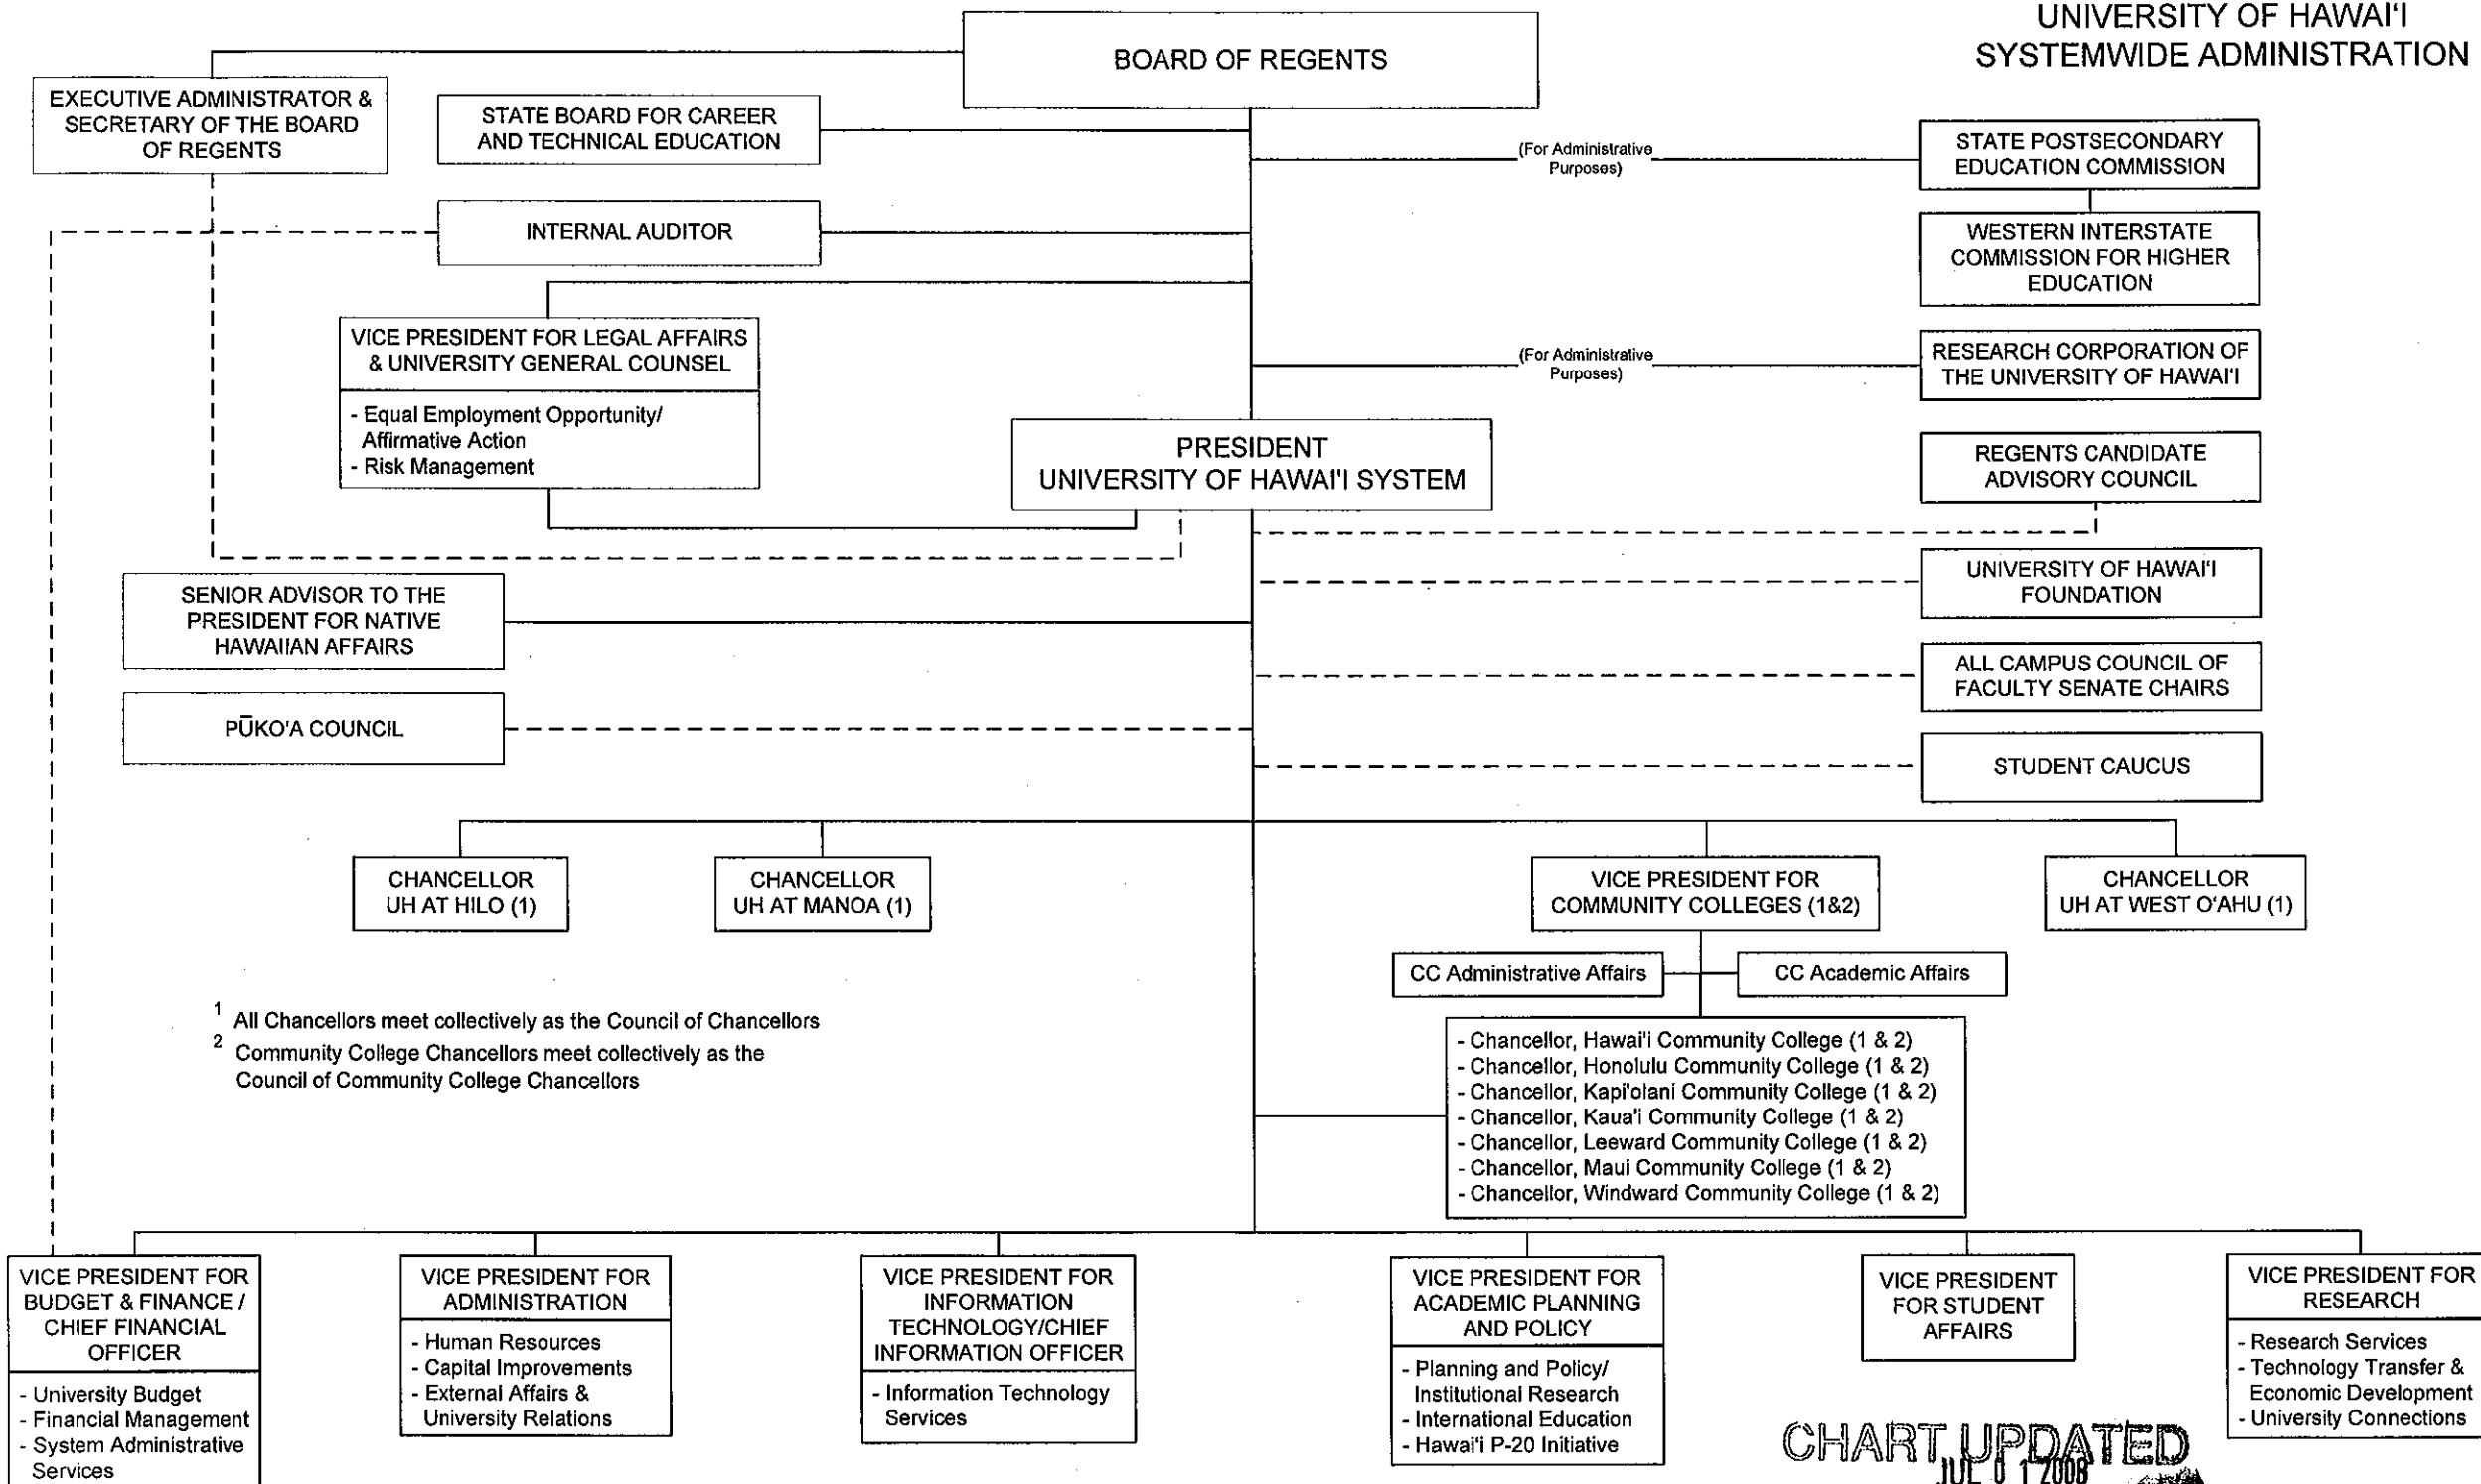 UNIVERSITY OF HAWAI'I
SYSTEMWIDE ADMINISTRATION
BOARD OF REGENTS
EXECUTIVE ADMINISTRATOR &
SECRETARY OF THE BOARD
OF REGENTS
STATE BOARD FOR CAREER
AND TECHNICAL EDUCATION
(For Administrative
Purposes)
STATE POSTSECONDARY
EDUCATION COMMISSION
INTERNAL AUDITOR
WESTERN INTERSTATE
COMMISSION FOR HIGHER
EDUCATION
VICE PRESIDENT FOR LEGAL AFFAIRS
& UNIVERSITY GENERAL COUNSEL
- Equal Employment Opportunity/
Affirmative Action
- Risk Management
(For Administrative
Purposes)
RESEARCH CORPORATION OF
THE UNIVERSITY OF HAWAI'I
PRESIDENT
UNIVERSITY OF HAWAI'I SYSTEM
REGENTS CANDIDATE
ADVISORY COUNCIL
SENIOR ADVISOR TO THE
PRESIDENT FOR NATIVE
HAWAIIAN AFFAIRS
UNIVERSITY OF HAWAI'I
FOUNDATION
ALL CAMPUS COUNCIL OF
FACULTY SENATE CHAIRS
PŪKO'A COUNCIL
STUDENT CAUCUS
CHANCELLOR
UH AT HILO (1)
CHANCELLOR
UH AT MANOA (1)
VICE PRESIDENT FOR
COMMUNITY COLLEGES (1&2)
CHANCELLOR
UH AT WEST O'AHU (1)
CC Administrative Affairs
CC Academic Affairs
1 All Chancellors meet collectively as the Council of Chancellors
2 Community College Chancellors meet collectively as the
Council of Community College Chancellors
- Chancellor, Hawai'i Community College (1 & 2)
- Chancellor, Honolulu Community College (1 & 2)
- Chancellor, Kapi'olani Community College (1 & 2)
- Chancellor, Kaua'i Community College (1 & 2)
- Chancellor, Leeward Community College (1 & 2)
- Chancellor, Maui Community College (1 & 2)
- Chancellor, Windward Community College (1 & 2)
VICE PRESIDENT FOR
BUDGET & FINANCE /
CHIEF FINANCIAL
OFFICER
- University Budget
- Financial Management
- System Administrative
Services
VICE PRESIDENT FOR
ADMINISTRATION
- Human Resources
- Capital Improvements
- External Affairs &
University Relations
VICE PRESIDENT FOR
INFORMATION
TECHNOLOGY/CHIEF
INFORMATION OFFICER
- Information Technology
Services
VICE PRESIDENT FOR
ACADEMIC PLANNING
AND POLICY
- Planning and Policy/
Institutional Research
- International Education
- Hawai'i P-20 Initiative
VICE PRESIDENT
FOR STUDENT
AFFAIRS
VICE PRESIDENT FOR
RESEARCH
- Research Services
- Technology Transfer &
Economic Development
- University Connections
CHART UPDATED
JUL 01 2008